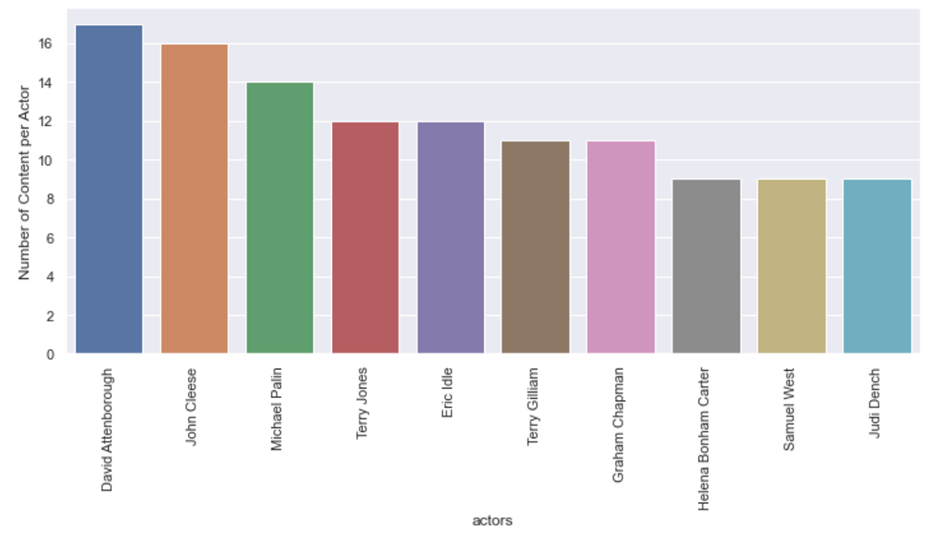 Number of Content per Actor
16
14
12
10
8
6
4
2
0
David Attenborough
John Cleese
Michael Palin
Terry Jones
Eric Idle
Terry Gilliam
Graham Chapman
Helena Bonham Carter
Samuel West
Judi Dench
actors